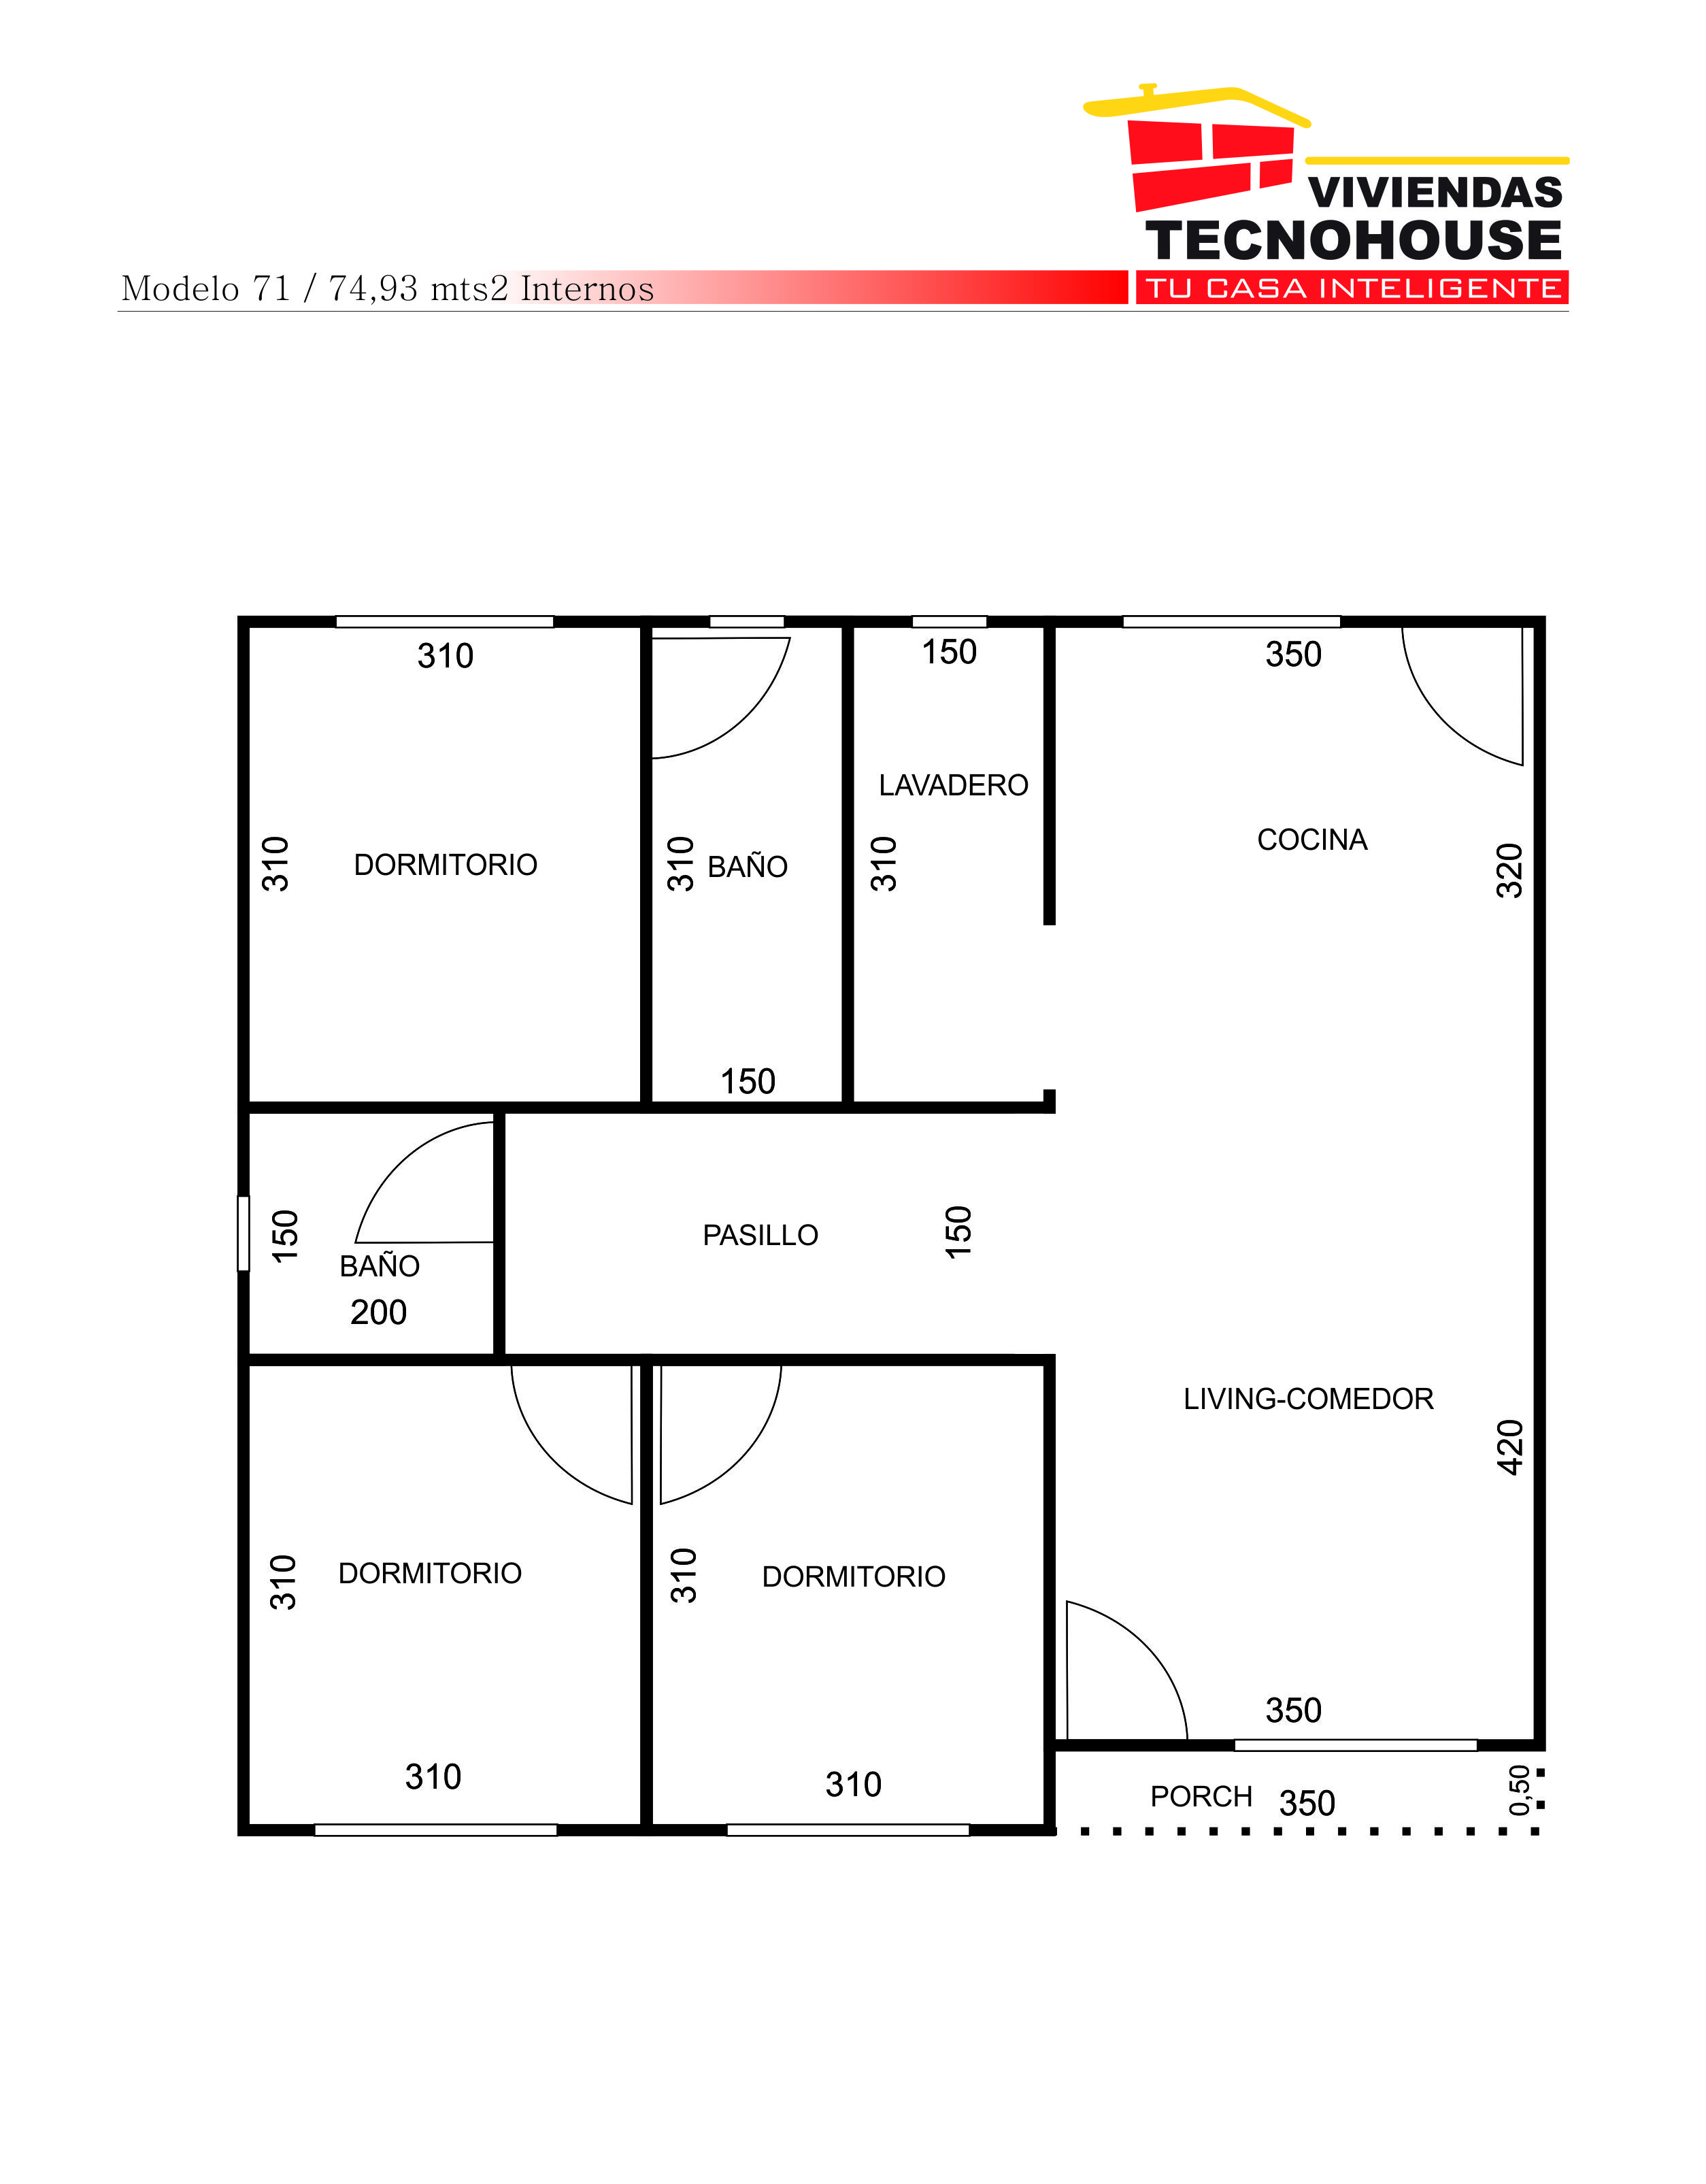 VIVIENDAS
TECNOHOUSE
TU CASA INTELIGENTE
Modelo 71 / 74,93 mts2 Internos
310
150
350
LAVADERO
COCINA
310
DORMITORIO
310
BAÑO
310
320
150
150
BAÑO
200
PASILLO
150
LIVING-COMEDOR
420
310
DORMITORIO
310
DORMITORIO
350
310
310
PORCH
350
0,50